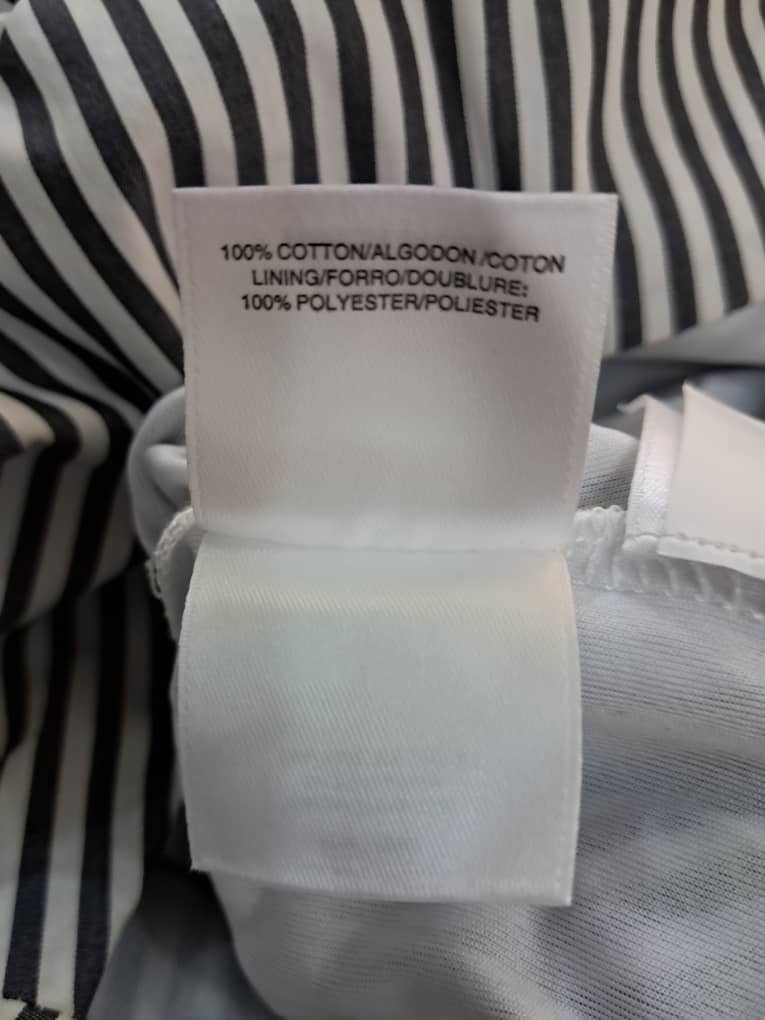 100% COTTON/ALGODON/COTON
LINING/FORRO/DOUBLURE:
100% POLYESTER/POLIESTER